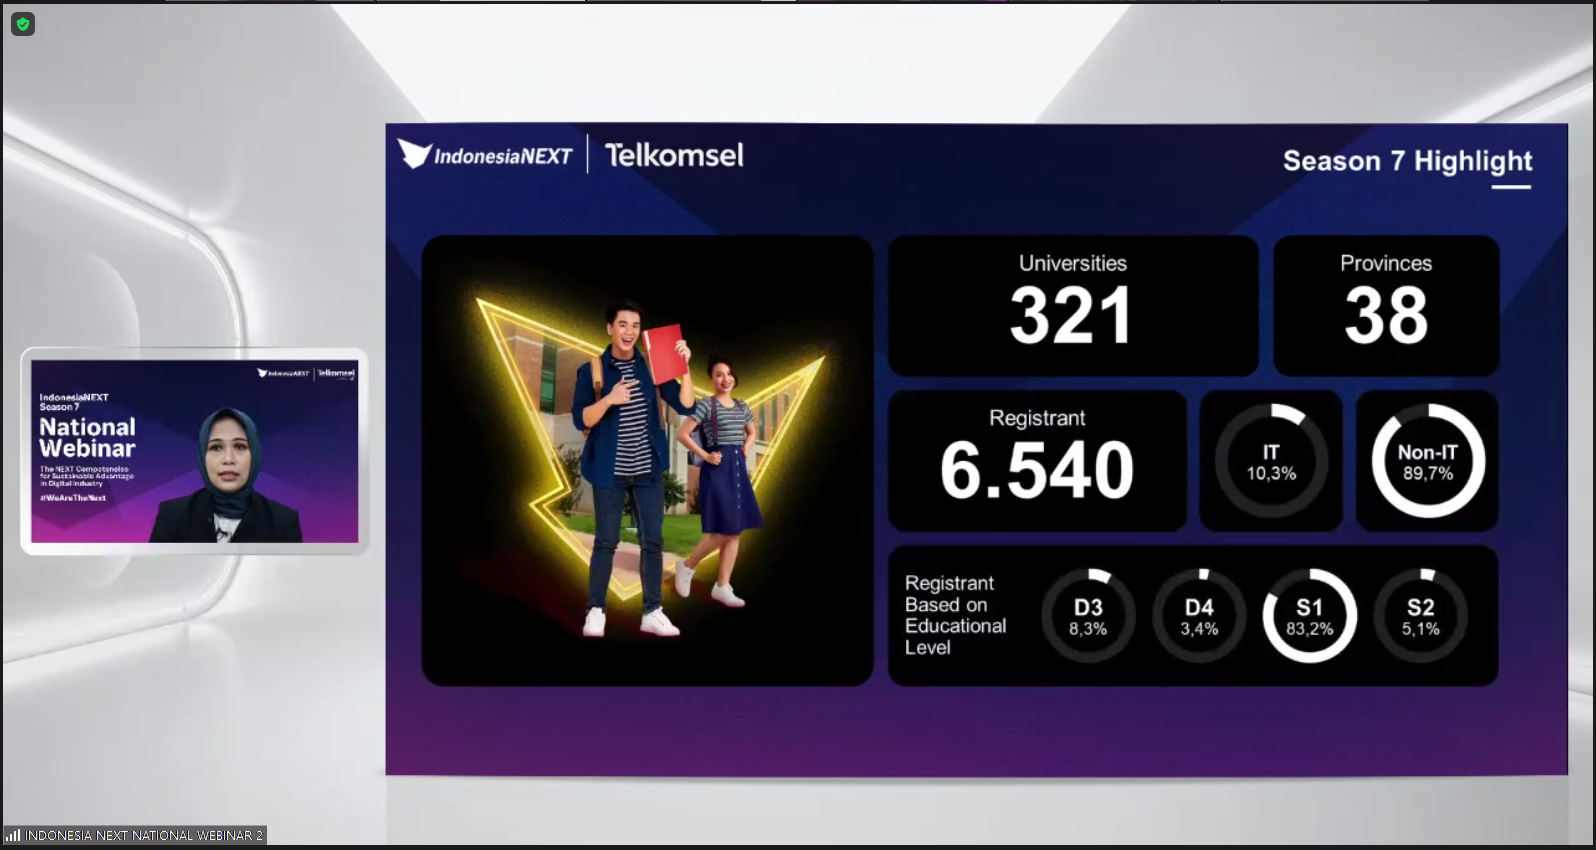 IndonesiaNEXT
Telkomsel
Season 7 Highlight
Universities
321
Provinces
38
Registrant
6.540
IT
10,3%
Non-IT
89,7%
Registrant
Based on
Educational
Level
D3
8,3%
D4
3,4%
S1
83,2%
S2
5,1%
IndonesiaNEXT
Telkomsel
IndonesiaNEXT
Season 7
National
Webinar
The NEXT Competencies
for Sustainable Advantage
in Digital Industry
#WeAreTheNext
INDONESIA NEXT NATIONAL WEBINAR 2